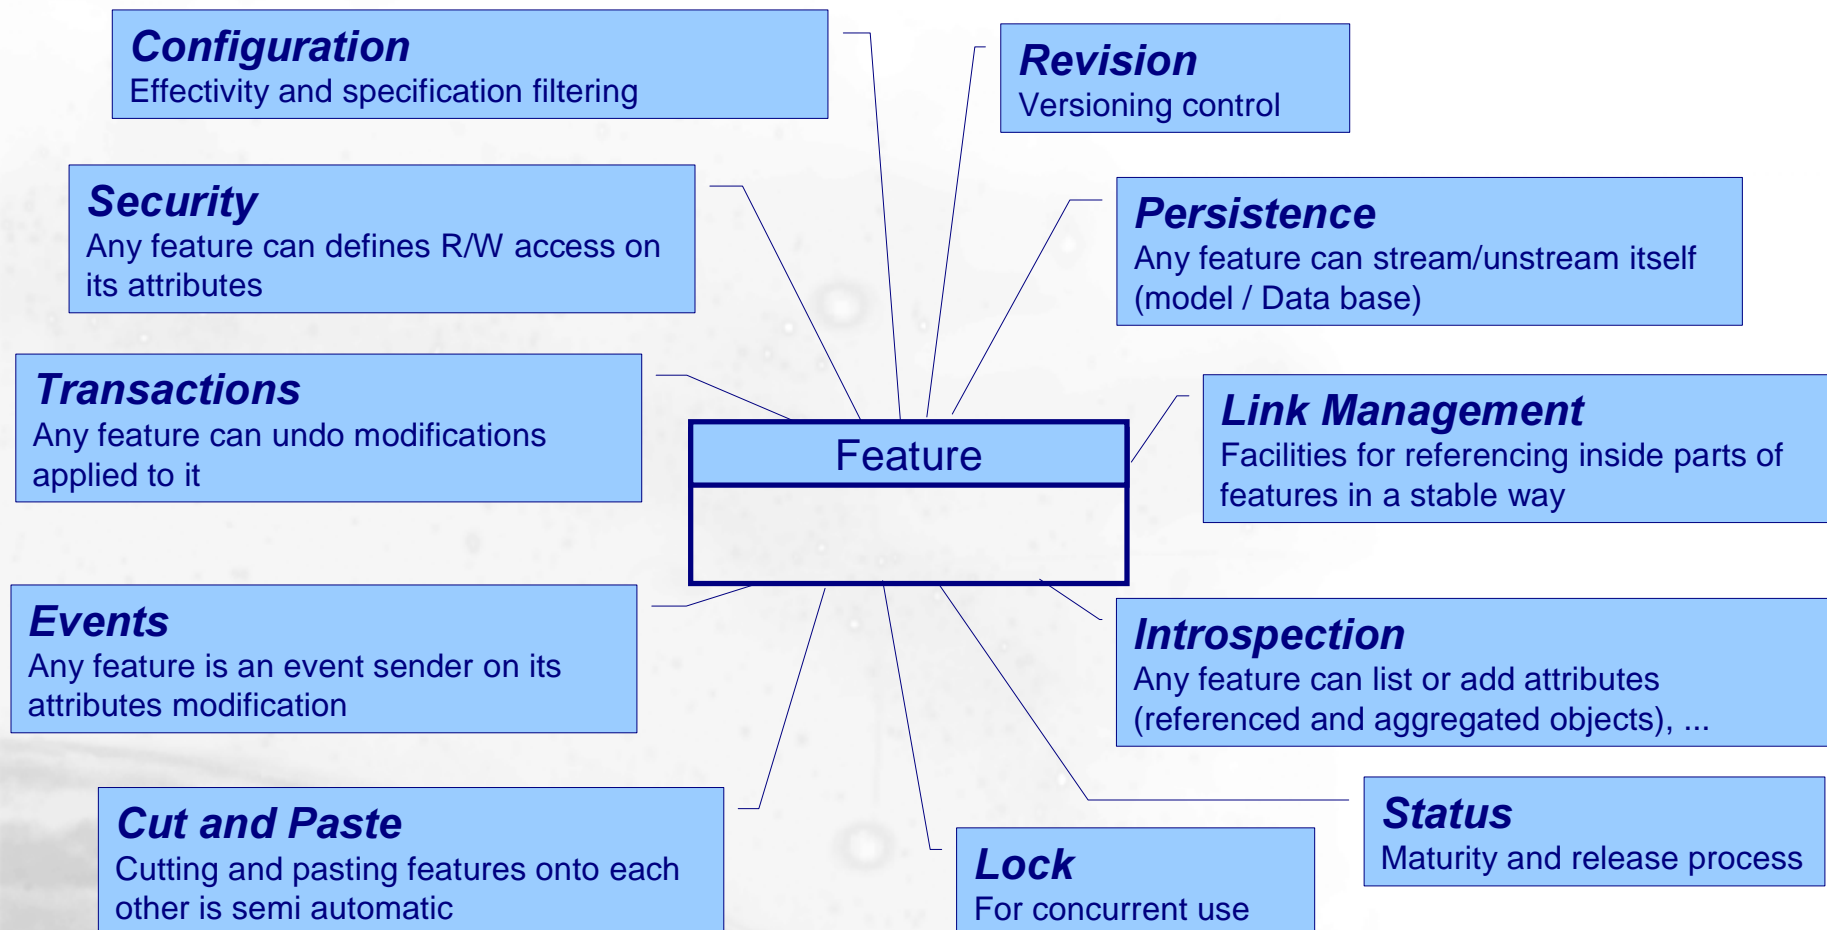 Configuration
Effectivity and specification filtering
Revision
Versioning control
Security
Any feature can defines R/W access on
its attributes
Persistence
Any feature can stream/unstream itself
(model / Data base)
Transactions
Any feature can undo modifications
applied to it
Feature
Link Management
Facilities for referencing inside parts of
features in a stable way
Events
Any feature is an event sender on its
attributes modification
Introspection
Any feature can list or add attributes
(referenced and aggregated objects), ...
Cut and Paste
Cutting and pasting features onto each
other is semi automatic
Lock
For concurrent use
Status
Maturity and release process